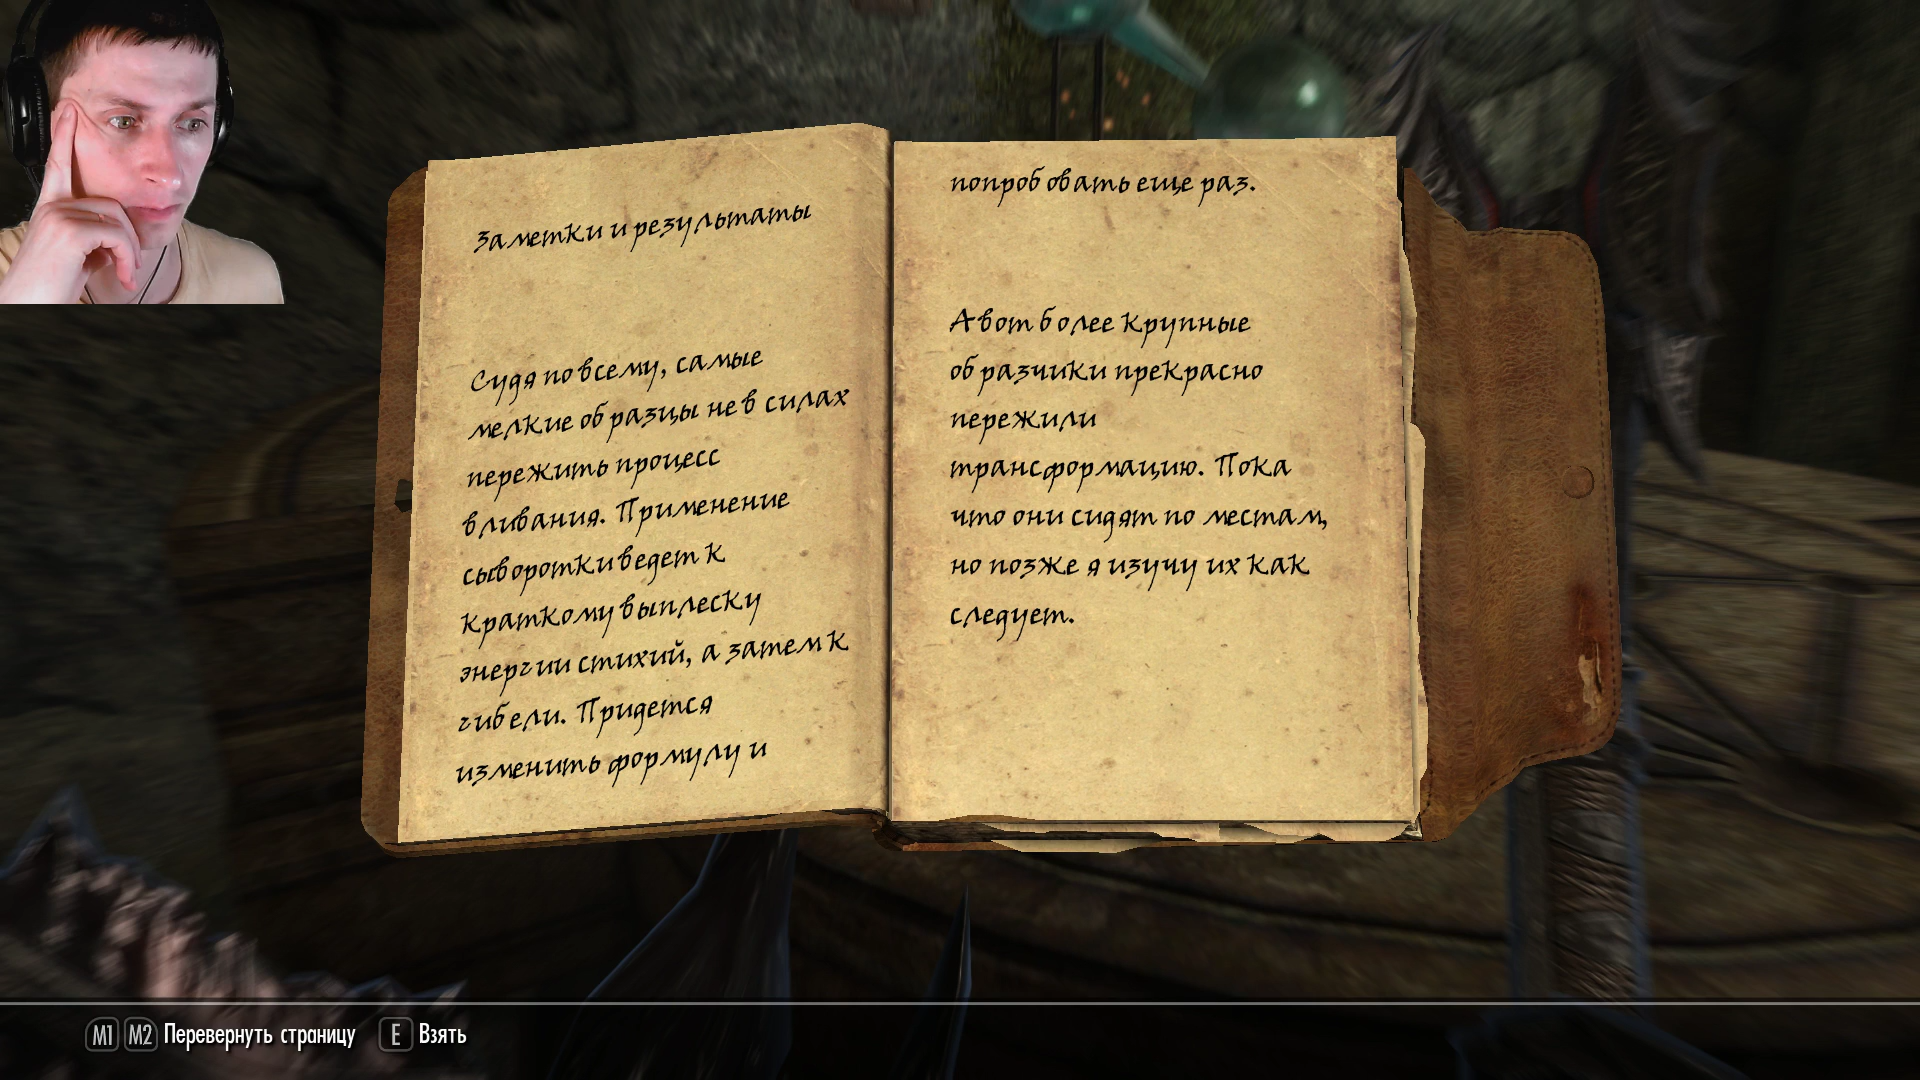 Заметки и результаты
Судя по всему, самые
мелкие образцы не в силах
пережить процесс
вливания. Применение
сыворотки ведет к
краткому выплеску
энергии стихий, а затем к
гибели. Придется
изменить формулу и
попробовать еще раз.
А вот более крупные
образчики прекрасно
пережили
трансформацию. Пока
что они сидят по местам,
но позже я изучу их как
следует.
M1 M2 Перевернуть страницу E Взять